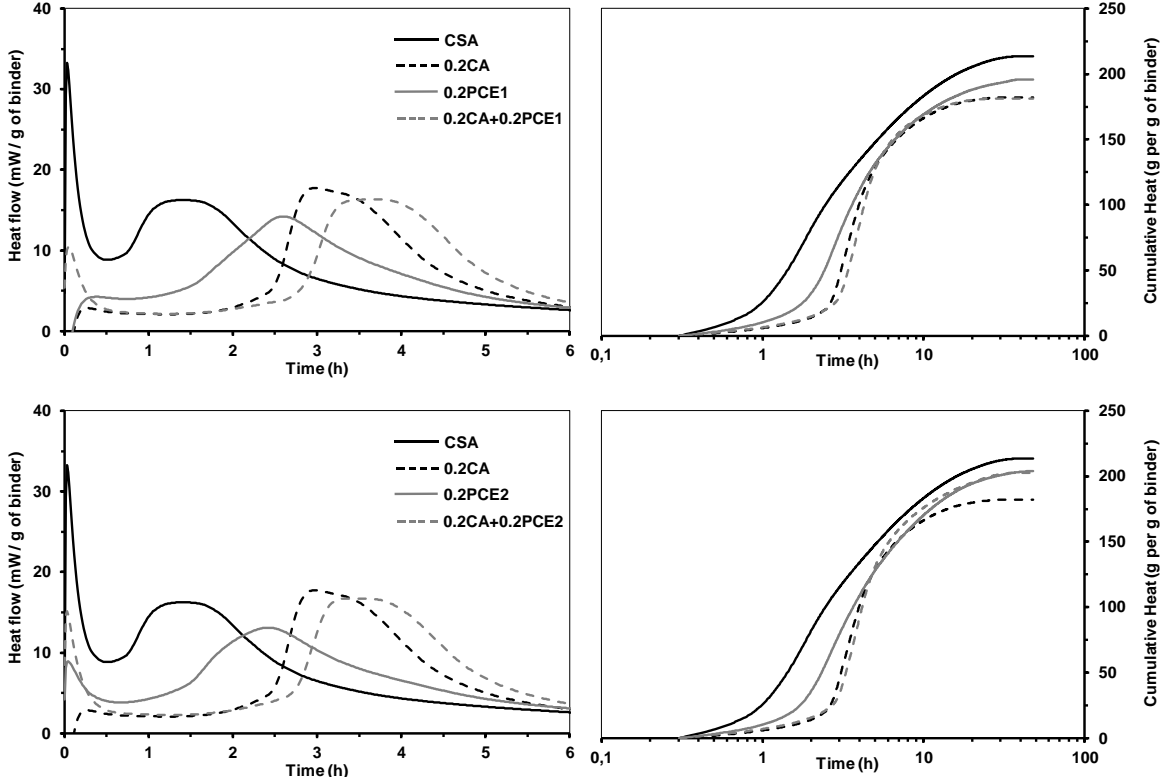 40
30
20
10
0
Heat flow (mW / g of binder)
CSA
0.2CA
0.2PCE1
0.2CA+0.2PCE1
0 1 2 3 4 5 6
Time (h)
250
200
150
100
50
0
Cumulative Heat (g per g of binder)
0,1 1 10 100
Time (h)
40
30
20
10
0
Heat flow (mW / g of binder)
CSA
0.2CA
0.2PCE2
0.2CA+0.2PCE2
0 1 2 3 4 5 6
Time (h)
250
200
150
100
50
0
Cumulative Heat (g per g of binder)
0,1 1 10 100
Time (h)